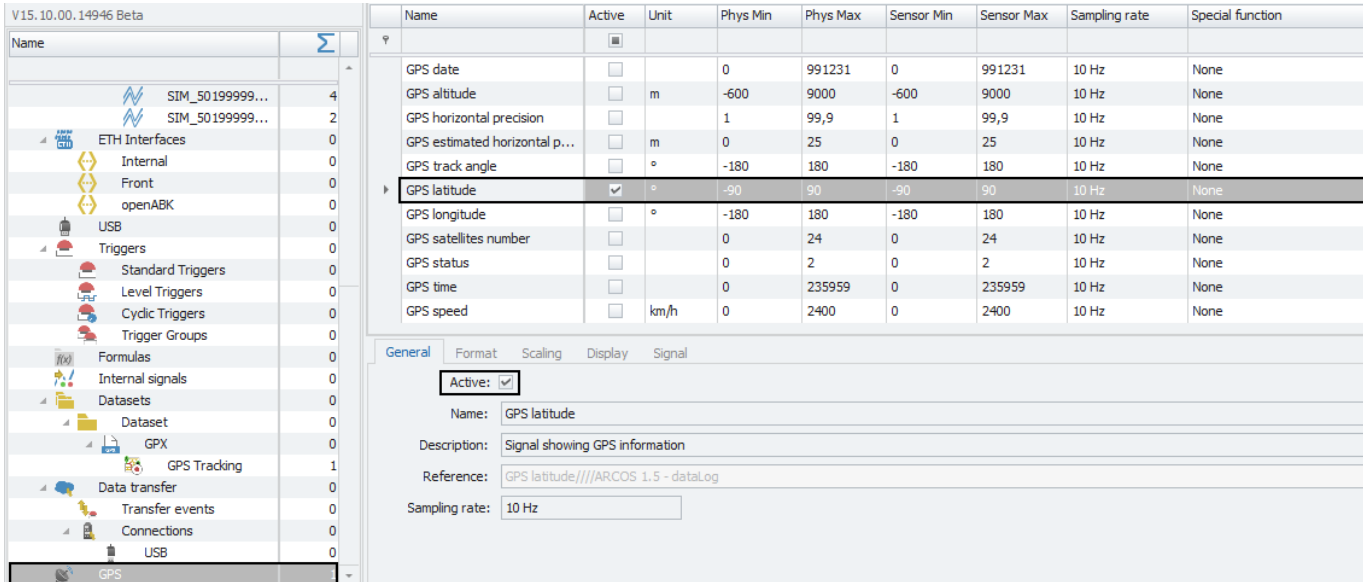 V15.10.00.14946 Beta
Name Σ
SIM_50199999... 4
SIM_50199999... 2
ETH Interfaces 0
Internal 0
Front 0
openABK 0
USB 0
Triggers 0
Standard Triggers 0
Level Triggers 0
Cyclic Triggers 0
Trigger Groups 0
f(x) Formulas 0
Internal signals 0
Datasets 0
Dataset 0
GPX 0
GPS Tracking 1
Data transfer 0
Transfer events 0
Connections 0
USB 0
GPS 1
Name Active Unit Phys Min Phys Max Sensor Min Sensor Max Sampling rate Special function
GPS date 0 991231 0 991231 10 Hz None
GPS altitude m -600 9000 -600 9000 10 Hz None
GPS horizontal precision 1 99,9 1 99,9 10 Hz None
GPS estimated horizontal p... m 0 25 0 25 10 Hz None
GPS track angle ° -180 180 -180 180 10 Hz None
GPS latitude ° -90 90 -90 90 10 Hz None
GPS longitude ° -180 180 -180 180 10 Hz None
GPS satellites number 0 24 0 24 10 Hz None
GPS status 0 2 0 2 10 Hz None
GPS time 0 235959 0 235959 10 Hz None
GPS speed km/h 0 2400 0 2400 10 Hz None
General Format Scaling Display Signal
Active:
Name: GPS latitude
Description: Signal showing GPS information
Reference: GPS latitude////ARCOS 1.5 - dataLog
Sampling rate: 10 Hz